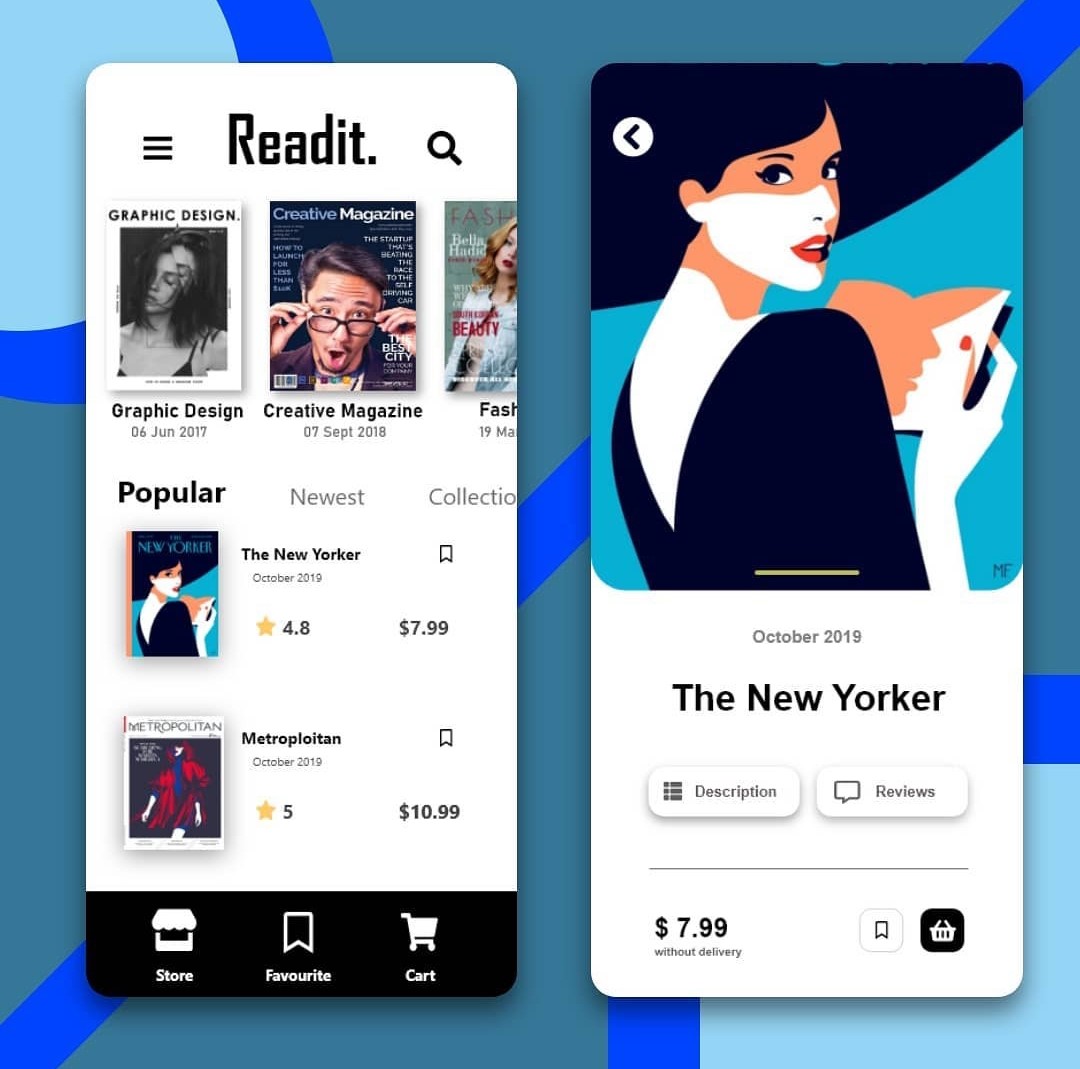 Readit.
GRAPHIC DESIGN.
Creative Magazine
HOW TO
LAUNCH
FOR
LESS
THAN
THE STARTUP
THAT'S
BEATING
THE
RACE
TO THE
SELF
DRIVING
CAR
THE
BEST
CITY
FOR YOUR
COMPANY
FASH
Bella
Hadid
SOUTH KOREAN
BEAUTY
Graphic Design
06 Jun 2017
Creative Magazine
07 Sept 2018
Fash
19 Ma
Popular
Newest
Collectio
THE
NEW YORKER
The New Yorker
October 2019
4.8
$7.99
METROPOLITAN
Metroploitan
October 2019
5
$10.99
Store
Favourite
Cart
MF
October 2019
The New Yorker
Description
Reviews
$ 7.99
without delivery